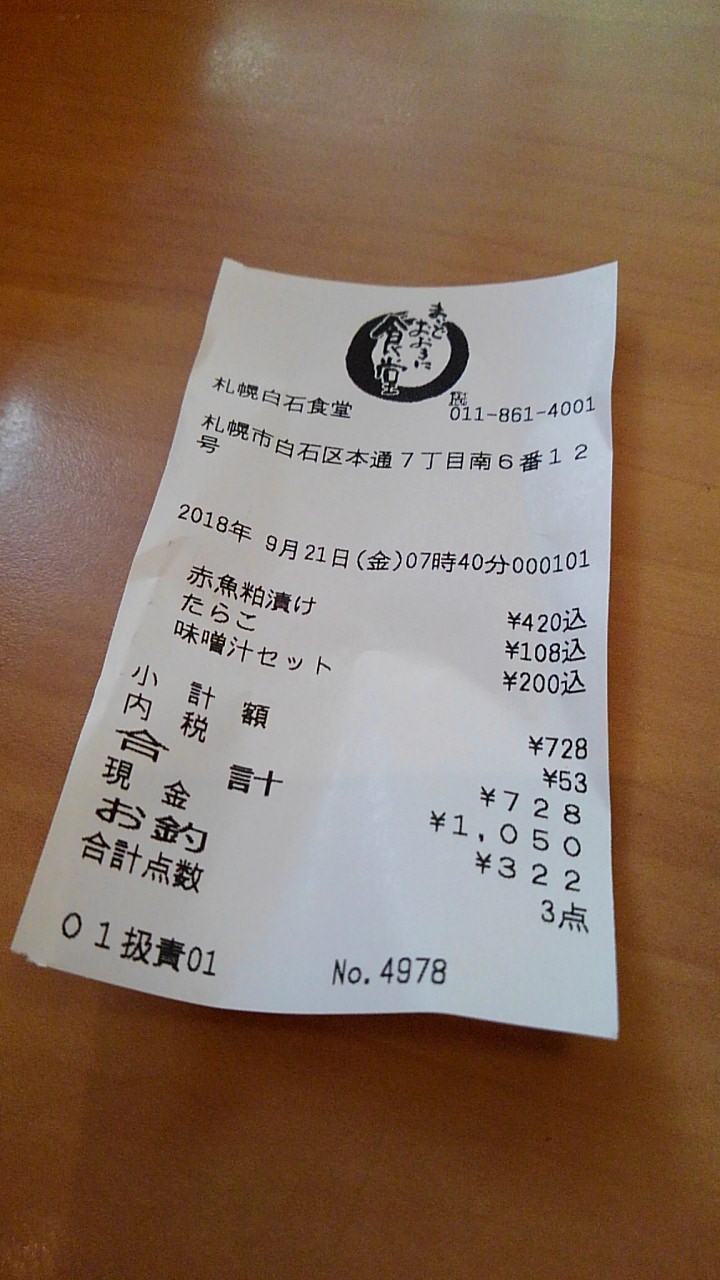 まいどおおきに
食堂
札幌白石食堂
℡ 011-861-4001
札幌市白石区本通７丁目南６番１２
号
2018年 9月21日(金)07時40分000101
赤魚粕漬け ¥420込
たらこ ¥108込
味噌汁セット ¥200込
小計額 ¥728
内税 ¥53
合計 ¥７２８
現金 ¥１,０５０
お釣 ¥３２２
合計点数 3点
０１扱責01 No.4978